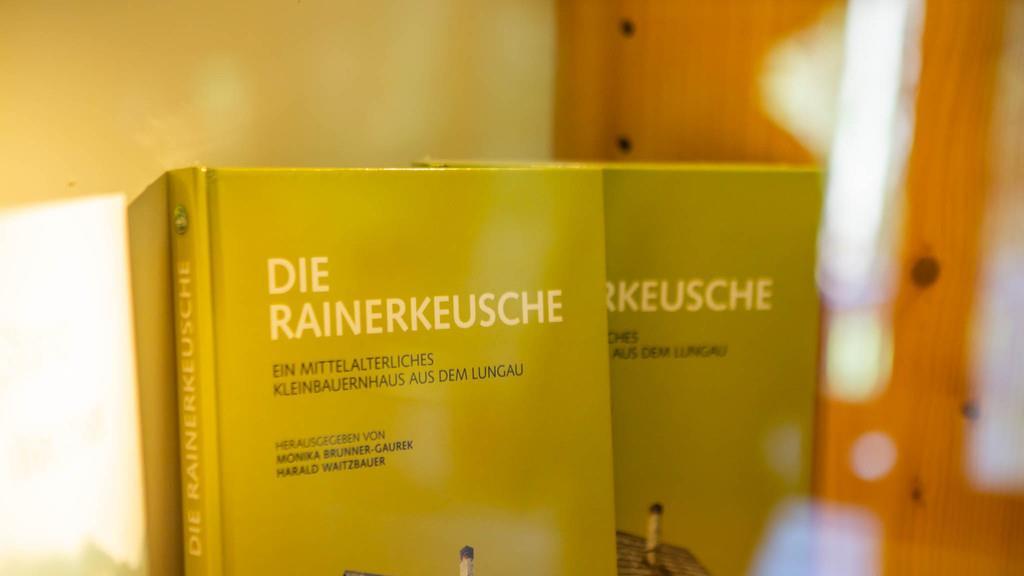 DIE
RAINERKEUSCHE
EIN MITTELALTERLICHES
KLEINBAUERNHAUS AUS DEM LUNGAU
HERAUSGEGEBEN VON
MONIKA BRUNNER-GAUREK
HARALD WAITZBAUER
DIE RAINERKEUSCHE
RKEUSCHE
CHES
AUS DEM LUNGAU